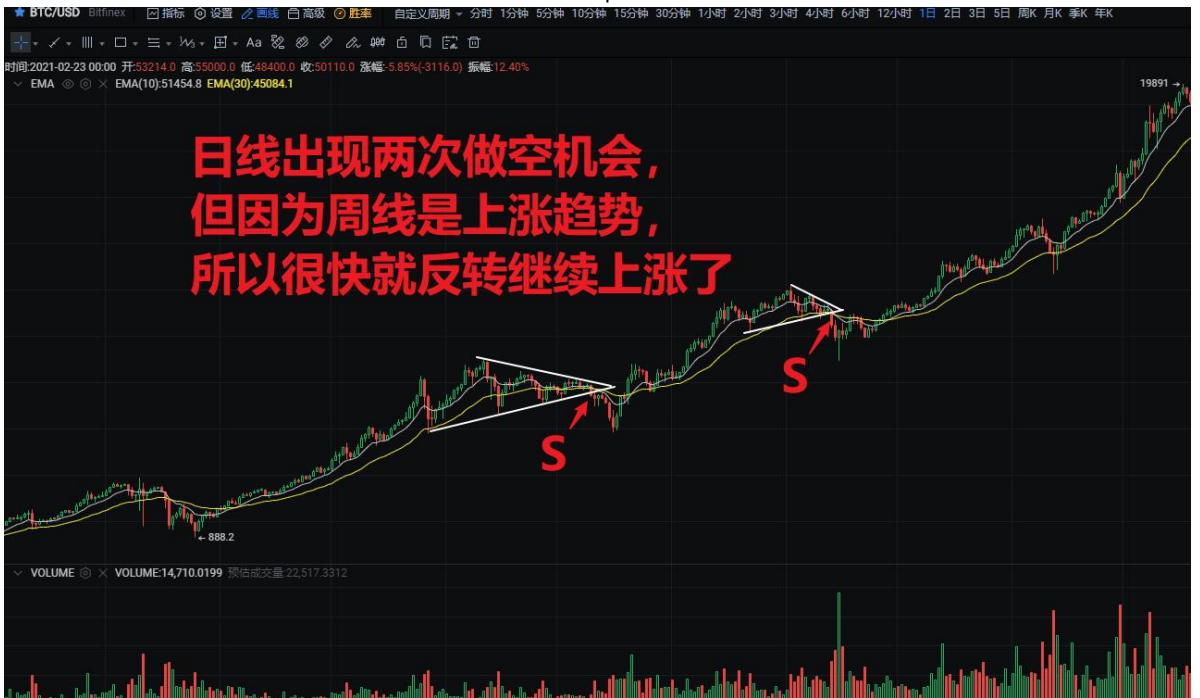 ★ BTC/USD Bitfinex 指标 设置 画线 高级 胜率 自定义周期 分时 1分钟 5分钟 10分钟 15分钟 30分钟 1小时 2小时 3小时 4小时 6小时 12小时 1日 2日 3日 5日 周K 月K 季K 年K
Aa
时间:2021-02-23 00:00 开:53214.0 高:55000.0 低:48400.0 收:50110.0 涨幅:-5.85%(-3116.0) 振幅:12.40%
EMA EMA(10):51454.8 EMA(30):45084.1
19891→
日线出现两次做空机会，
但因为周线是上涨趋势，
所以很快就反转继续上涨了
S
S
←888.2
VOLUME VOLUME:14,710.0199 预估成交量:22,517.3312